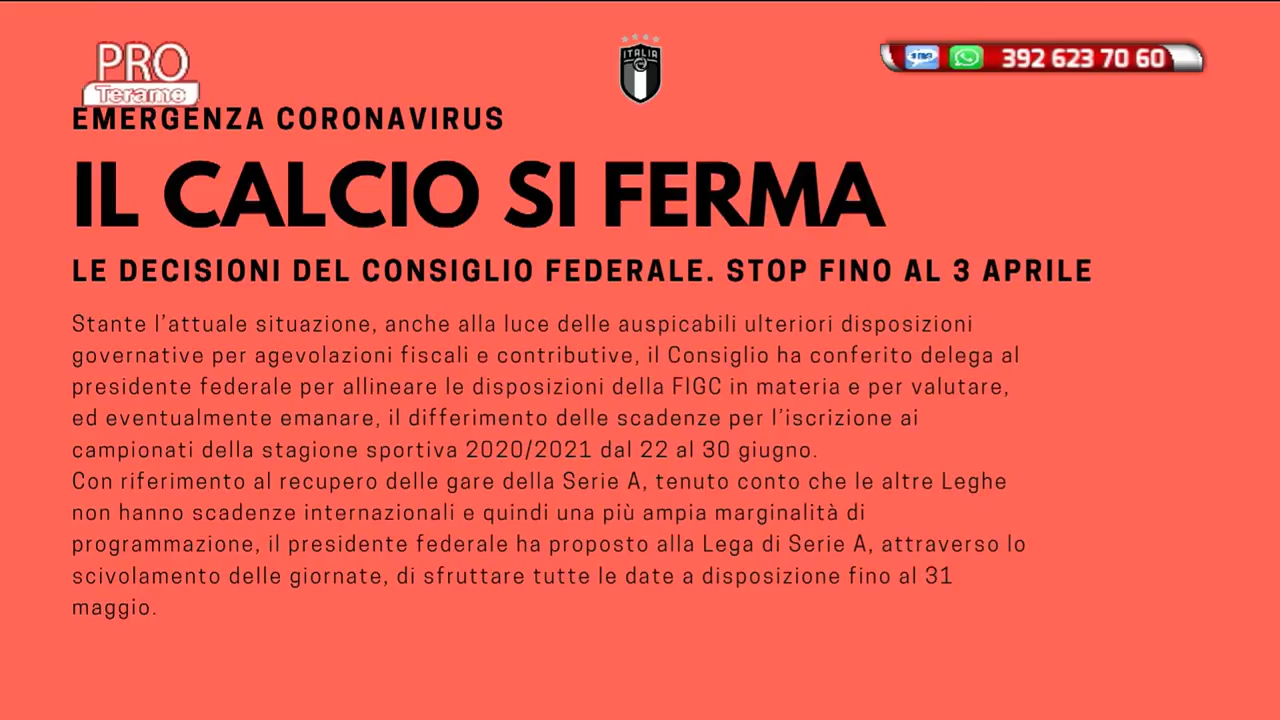 PRO
Teramo
ITALIA
SMS
392 623 70 60
EMERGENZA CORONAVIRUS
IL CALCIO SI FERMA
LE DECISIONI DEL CONSIGLIO FEDERALE. STOP FINO AL 3 APRILE
Stante l'attuale situazione, anche alla luce delle auspicabili ulteriori disposizioni
governative per agevolazioni fiscali e contributive, il Consiglio ha conferito delega al
presidente federale per allineare le disposizioni della FIGC in materia e per valutare,
ed eventualmente emanare, il differimento delle scadenze per l'iscrizione ai
campionati della stagione sportiva 2020/2021 dal 22 al 30 giugno.
Con riferimento al recupero delle gare della Serie A, tenuto conto che le altre Leghe
non hanno scadenze internazionali e quindi una più ampia marginalità di
programmazione, il presidente federale ha proposto alla Lega di Serie A, attraverso lo
scivolamento delle giornate, di sfruttare tutte le date a disposizione fino al 31
maggio.